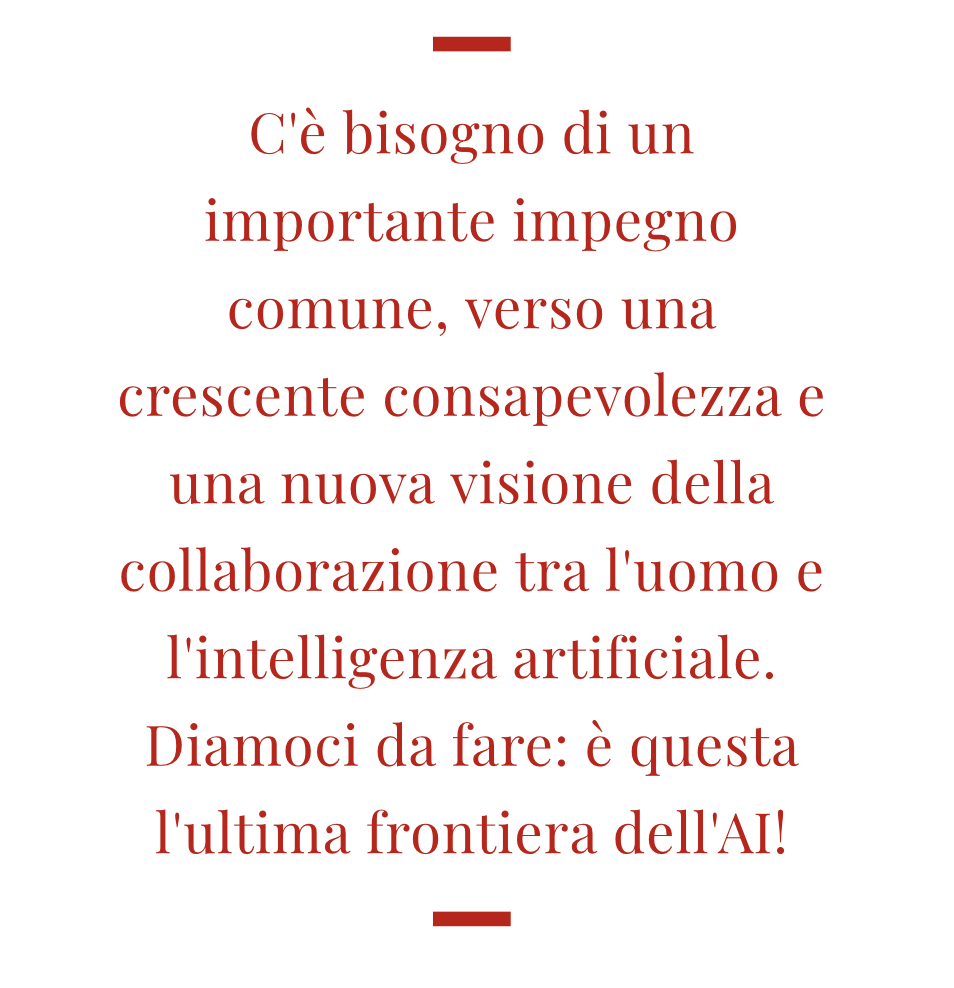 C'è bisogno di un
importante impegno
comune, verso una
crescente consapevolezza e
una nuova visione della
collaborazione tra l'uomo e
l'intelligenza artificiale.
Diamoci da fare: è questa
l'ultima frontiera dell'AI!